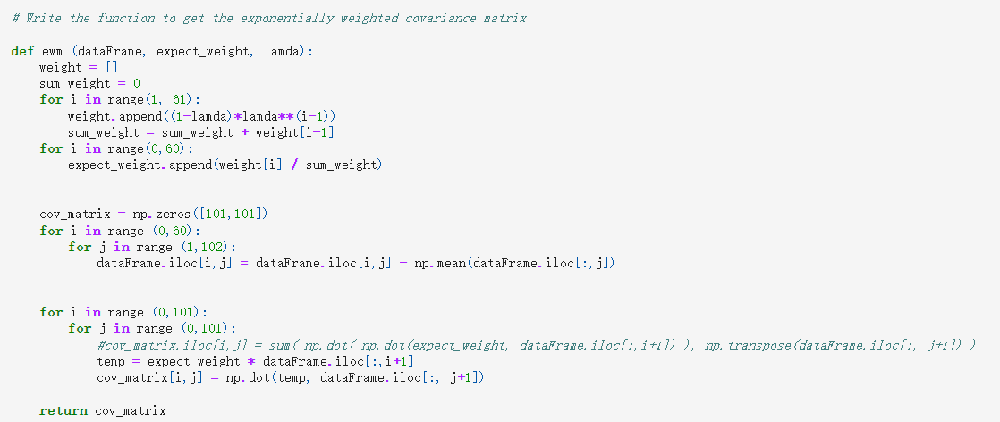 # Write the function to get the exponentially weighted covariance matrix
def ewm (dataFrame, expect_weight, lamda):
    weight = []
    sum_weight = 0
    for i in range(1, 61):
        weight.append((1-lamda)*lamda**(i-1))
        sum_weight = sum_weight + weight[i-1]
    for i in range(0,60):
        expect_weight.append(weight[i] / sum_weight)
    cov_matrix = np.zeros([101,101])
    for i in range (0,60):
        for j in range (1,102):
            dataFrame.iloc[i,j] = dataFrame.iloc[i,j] - np.mean(dataFrame.iloc[:,j])
    for i in range (0,101):
        for j in range (0,101):
            #cov_matrix.iloc[i,j] = sum( np.dot( np.dot(expect_weight, dataFrame.iloc[:,i+1]) ), np.transpose(dataFrame.iloc[:, j+1]) )
            temp = expect_weight * dataFrame.iloc[:,i+1]
            cov_matrix[i,j] = np.dot(temp, dataFrame.iloc[:, j+1])
    return cov_matrix